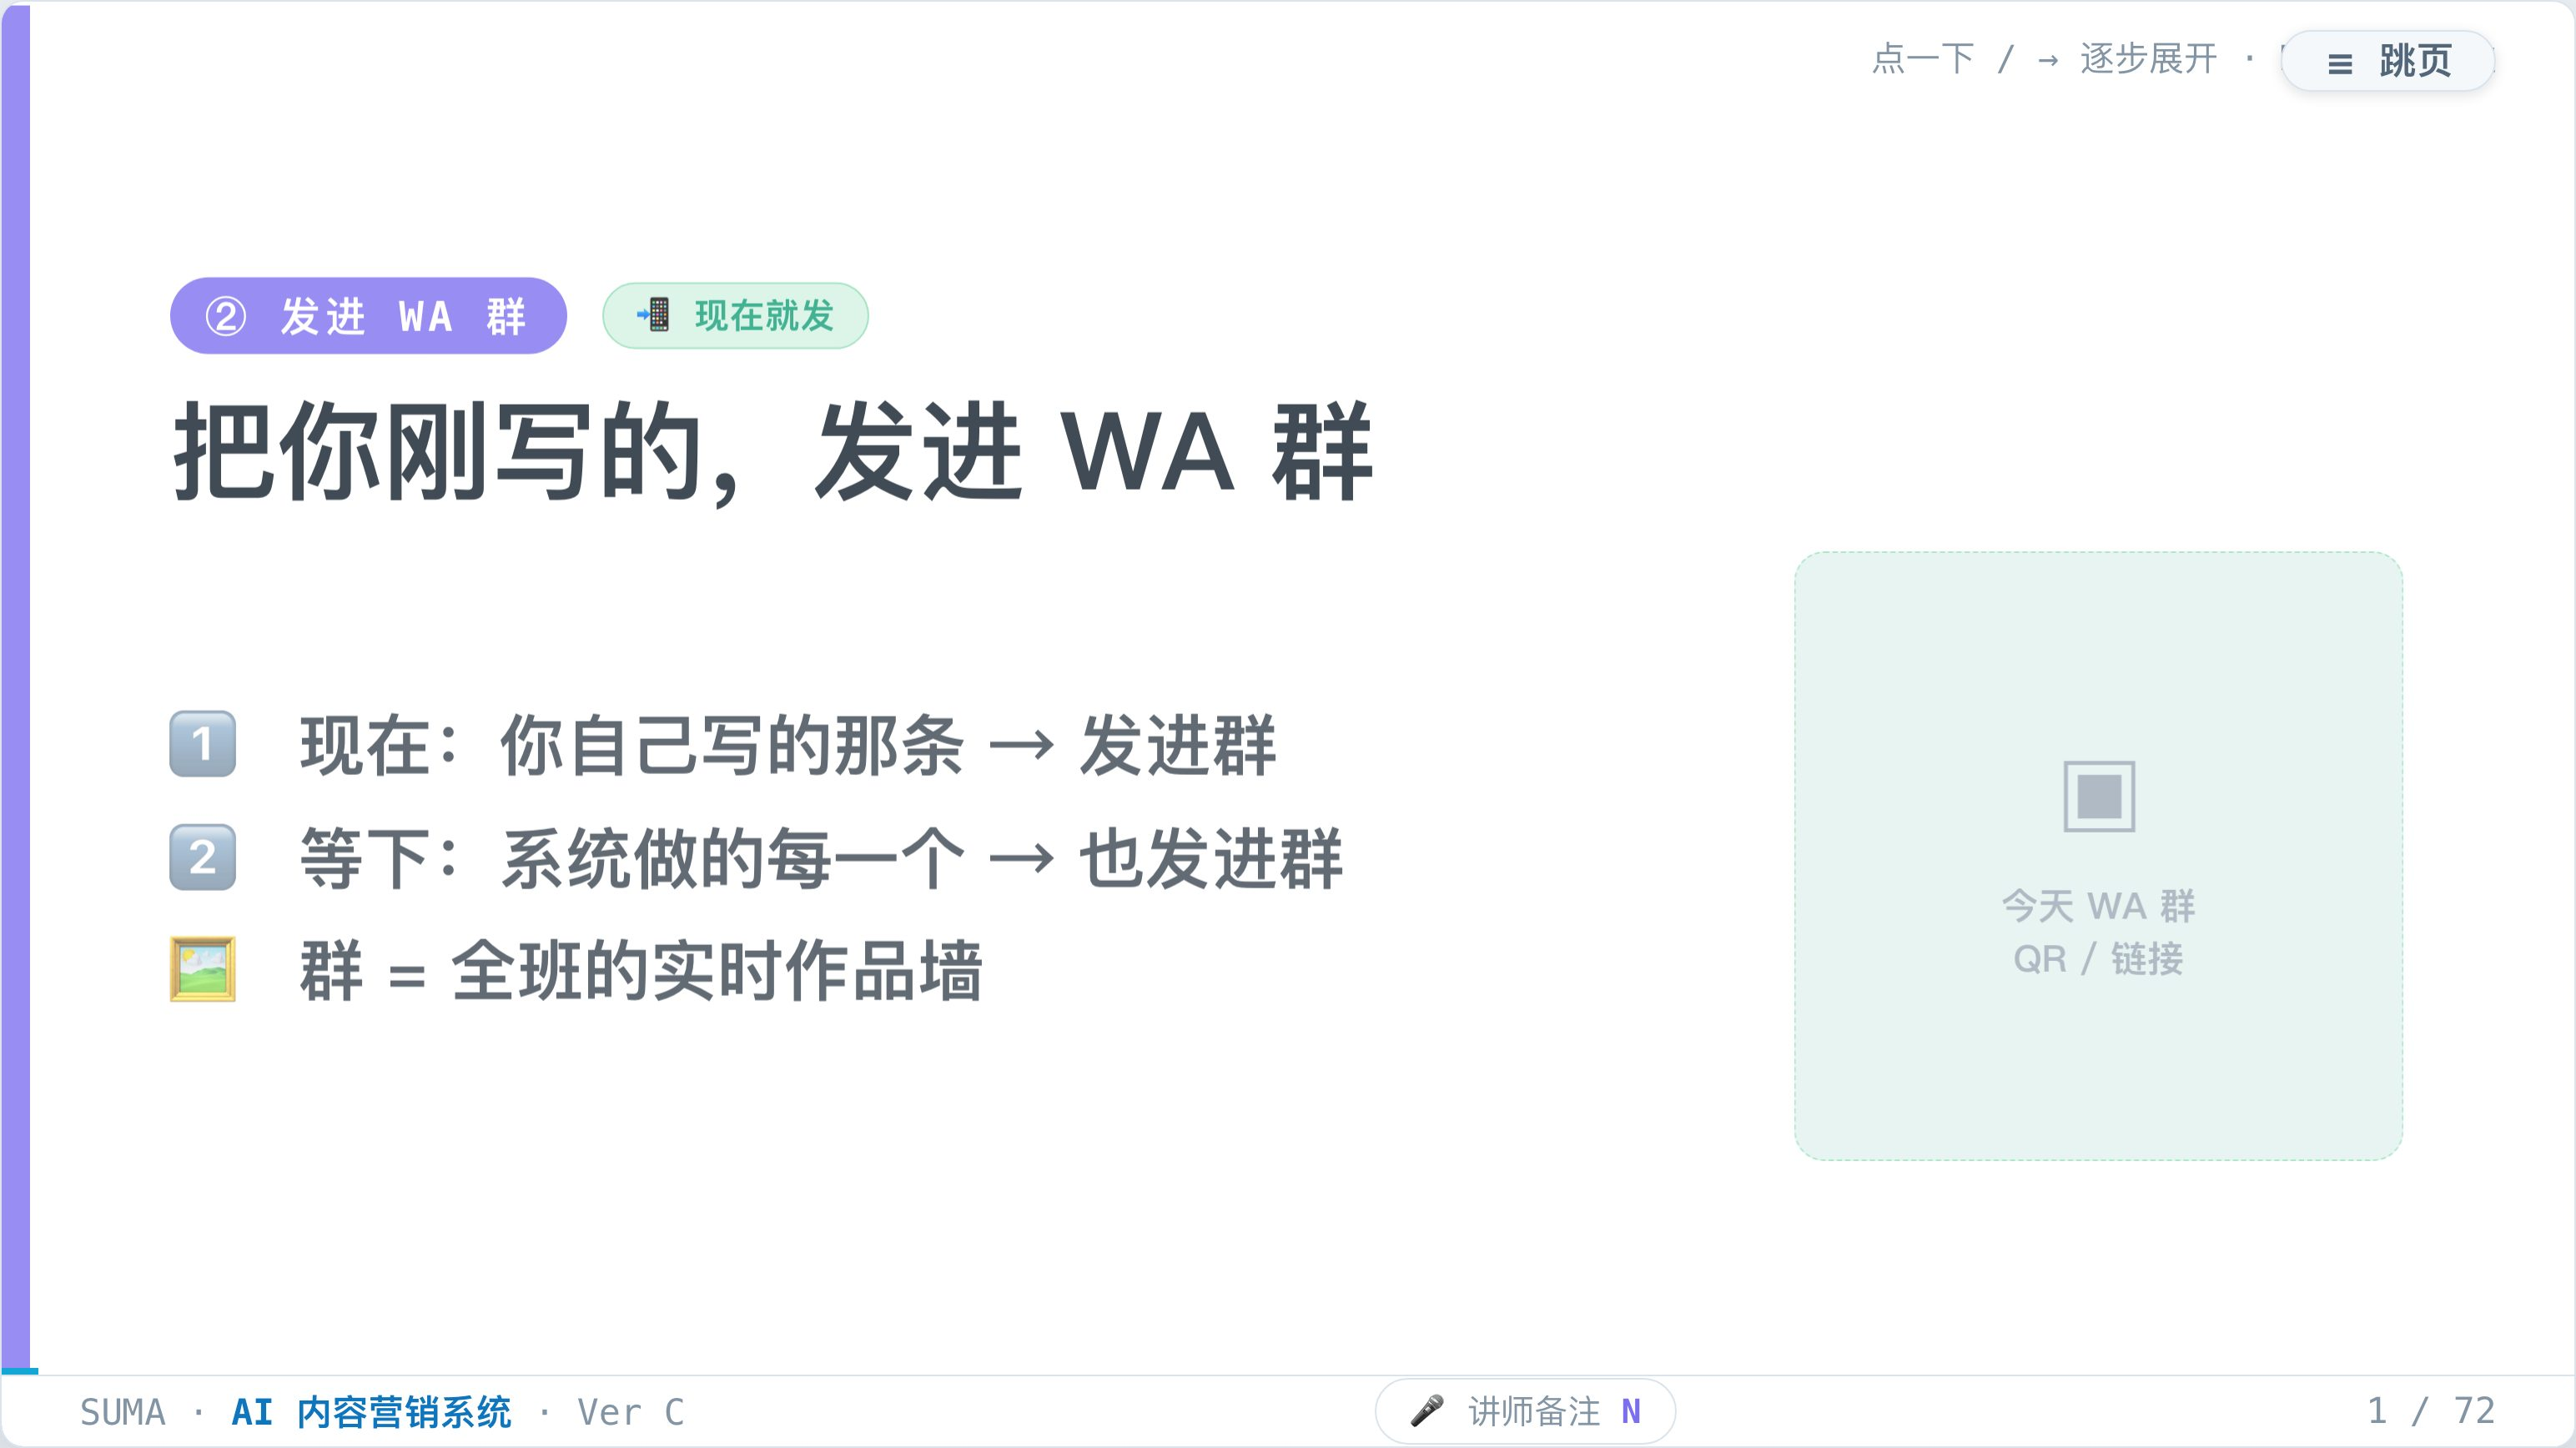 点一下 / → 逐步展开 ·
≡ 跳页
② 发进 WA 群
📲 现在就发
把你刚写的，发进 WA 群
1️⃣ 现在：你自己写的那条 → 发进群
2️⃣ 等下：系统做的每一个 → 也发进群
🖼️ 群 = 全班的实时作品墙
▣
今天 WA 群
QR / 链接
SUMA · AI 内容营销系统 · Ver C
🎤 讲师备注 N
1 / 72